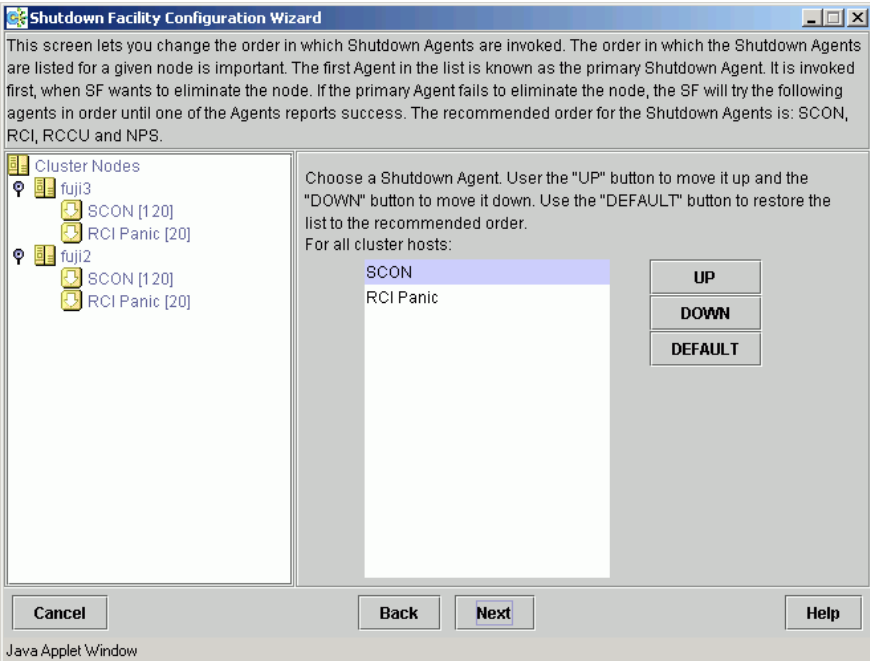 Shutdown Facility Configuration Wizard
This screen lets you change the order in which Shutdown Agents are invoked. The order in which the Shutdown Agents
are listed for a given node is important. The first Agent in the list is known as the primary Shutdown Agent. It is invoked
first, when SF wants to eliminate the node. If the primary Agent fails to eliminate the node, the SF will try the following
agents in order until one of the Agents reports success. The recommended order for the Shutdown Agents is: SCON,
RCI, RCCU and NPS.
Cluster Nodes
fuji3
SCON [120]
RCI Panic [20]
fuji2
SCON [120]
RCI Panic [20]
Choose a Shutdown Agent. User the "UP" button to move it up and the
"DOWN" button to move it down. Use the "DEFAULT" button to restore the
list to the recommended order.
For all cluster hosts:
SCON
RCI Panic
UP
DOWN
DEFAULT
Cancel
Back
Next
Help
Java Applet Window